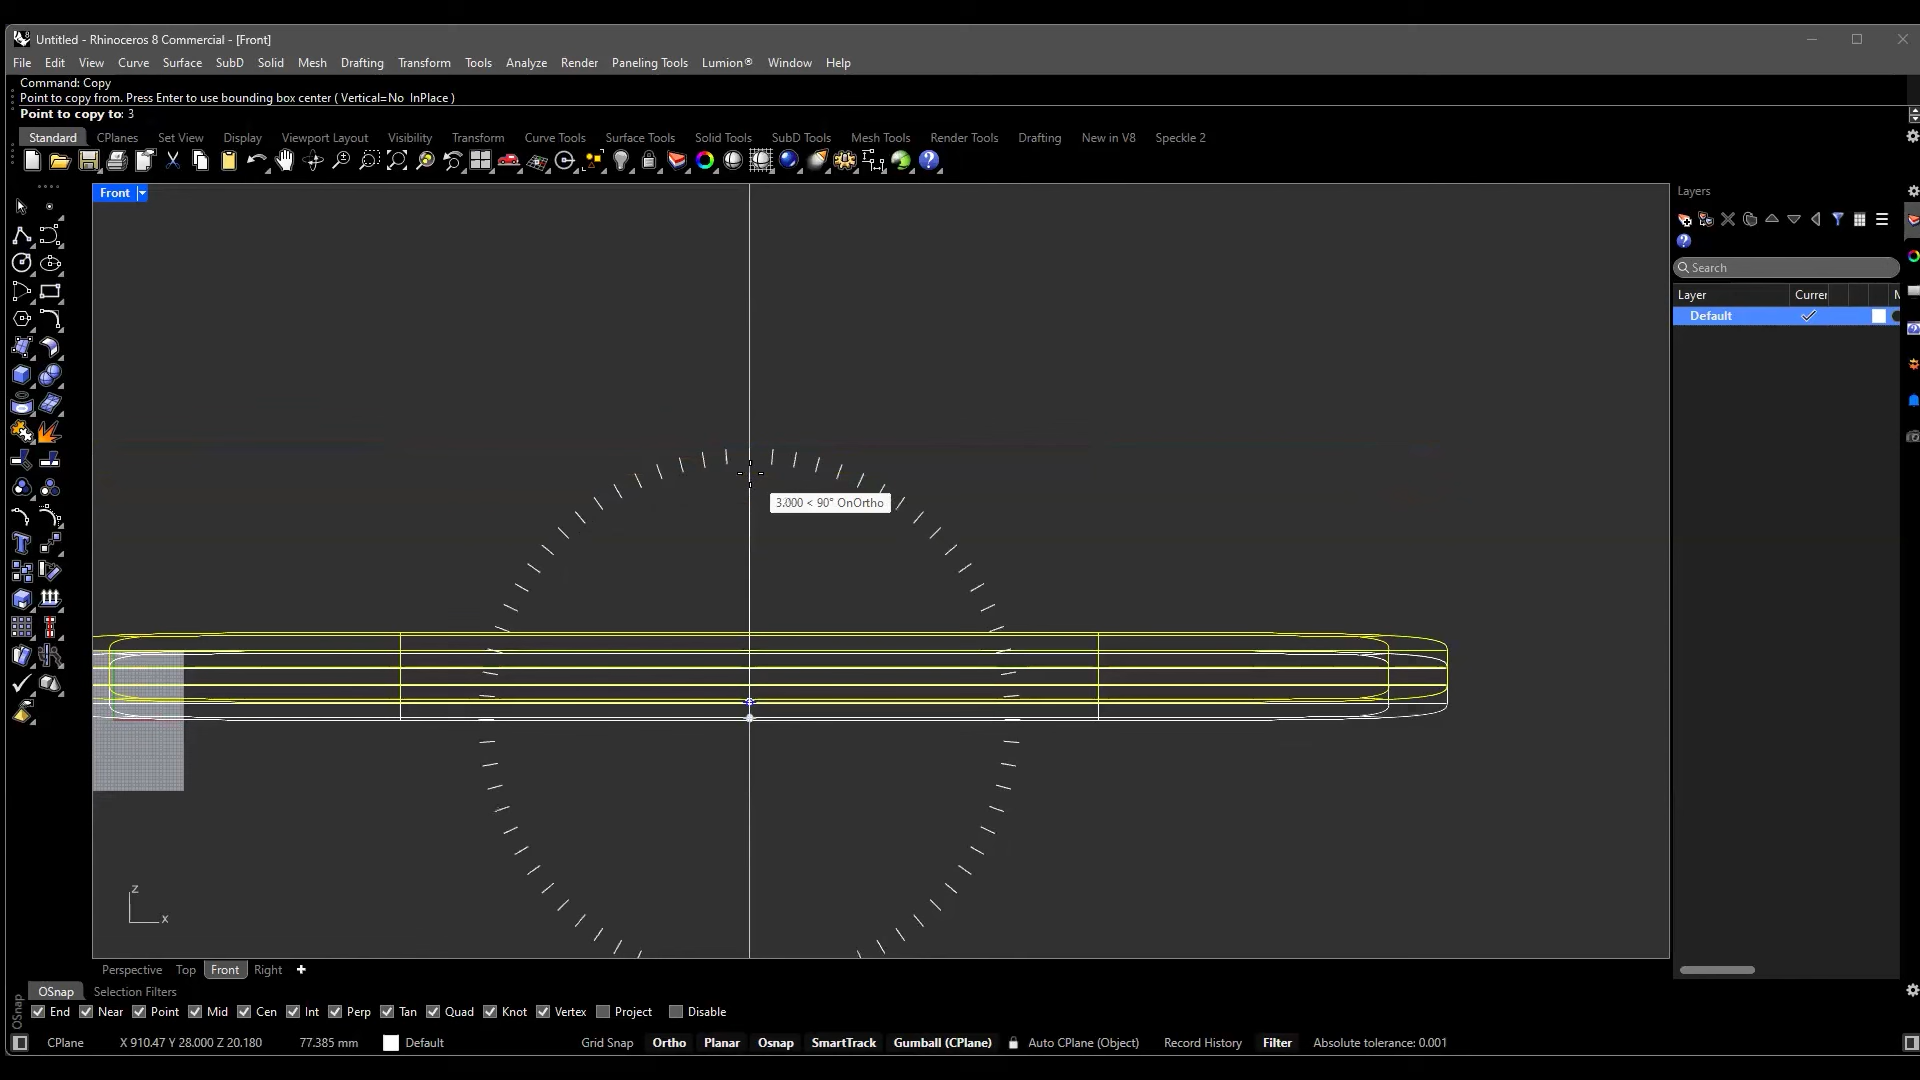 Untitled - Rhinoceros 8 Commercial - [Front]
File Edit View Curve Surface SubD Solid Mesh Drafting Transform Tools Analyze Render Paneling Tools Lumion® Window Help
Command: Copy
Point to copy from. Press Enter to use bounding box center ( Vertical=No InPlace )
Point to copy to: 3
Standard CPlanes Set View Display Viewport Layout Visibility Transform Curve Tools Surface Tools Solid Tools SubD Tools Mesh Tools Render Tools Drafting New in V8 Speckle 2
Front
Layers
Search
Layer Currer
Default
3.000 < 90° OnOrtho
z
x
Perspective Top Front Right
OSnap Selection Filters
OSnap
End Near Point Mid Cen Int Perp Tan Quad Knot Vertex Project Disable
CPlane X 910.47 Y 28.000 Z 20.180 77.385 mm Default Grid Snap Ortho Planar Osnap SmartTrack Gumball (CPlane) Auto CPlane (Object) Record History Filter Absolute tolerance: 0.001